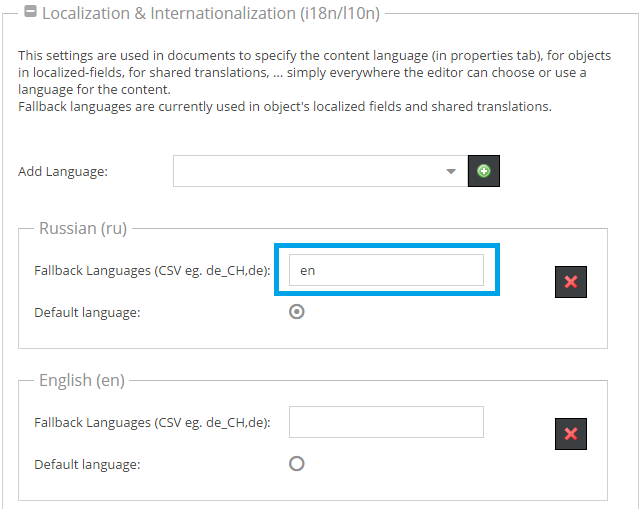 Localization & Internationalization (i18n/l10n)
This settings are used in documents to specify the content language (in properties tab), for objects
in localized-fields, for shared translations, ... simply everywhere the editor can choose or use a
language for the content.
Fallback languages are currently used in object's localized fields and shared translations.
Add Language:
Russian (ru)
Fallback Languages (CSV eg. de_CH,de): en
Default language:
English (en)
Fallback Languages (CSV eg. de_CH,de):
Default language: